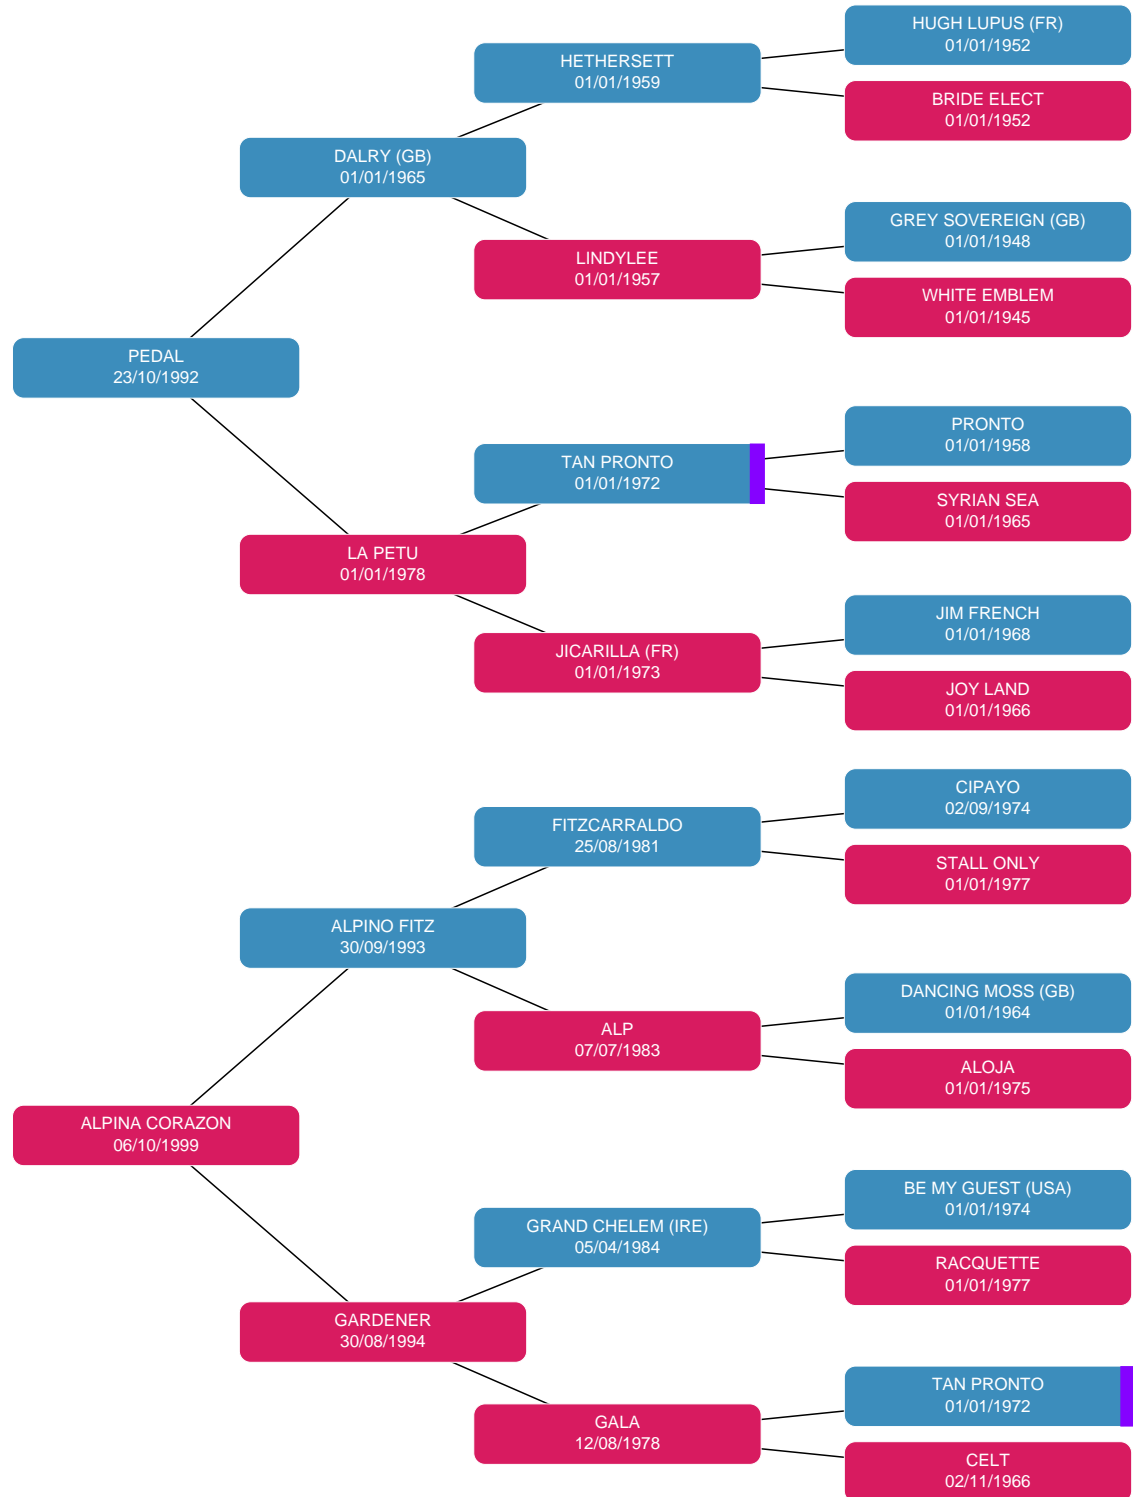 HUGH LUPUS (FR)
01/01/1952
HETHERSETT
01/01/1959
BRIDE ELECT
01/01/1952
DALRY (GB)
01/01/1965
GREY SOVEREIGN (GB)
01/01/1948
LINDYLEE
01/01/1957
WHITE EMBLEM
01/01/1945
PEDAL
23/10/1992
PRONTO
01/01/1958
TAN PRONTO
01/01/1972
SYRIAN SEA
01/01/1965
LA PETU
01/01/1978
JIM FRENCH
01/01/1968
JICARILLA (FR)
01/01/1973
JOY LAND
01/01/1966
CIPAYO
02/09/1974
FITZCARRALDO
25/08/1981
STALL ONLY
01/01/1977
ALPINO FITZ
30/09/1993
DANCING MOSS (GB)
01/01/1964
ALP
07/07/1983
ALOJA
01/01/1975
ALPINA CORAZON
06/10/1999
BE MY GUEST (USA)
01/01/1974
GRAND CHELEM (IRE)
05/04/1984
RACQUETTE
01/01/1977
GARDENER
30/08/1994
TAN PRONTO
01/01/1972
GALA
12/08/1978
CELT
02/11/1966